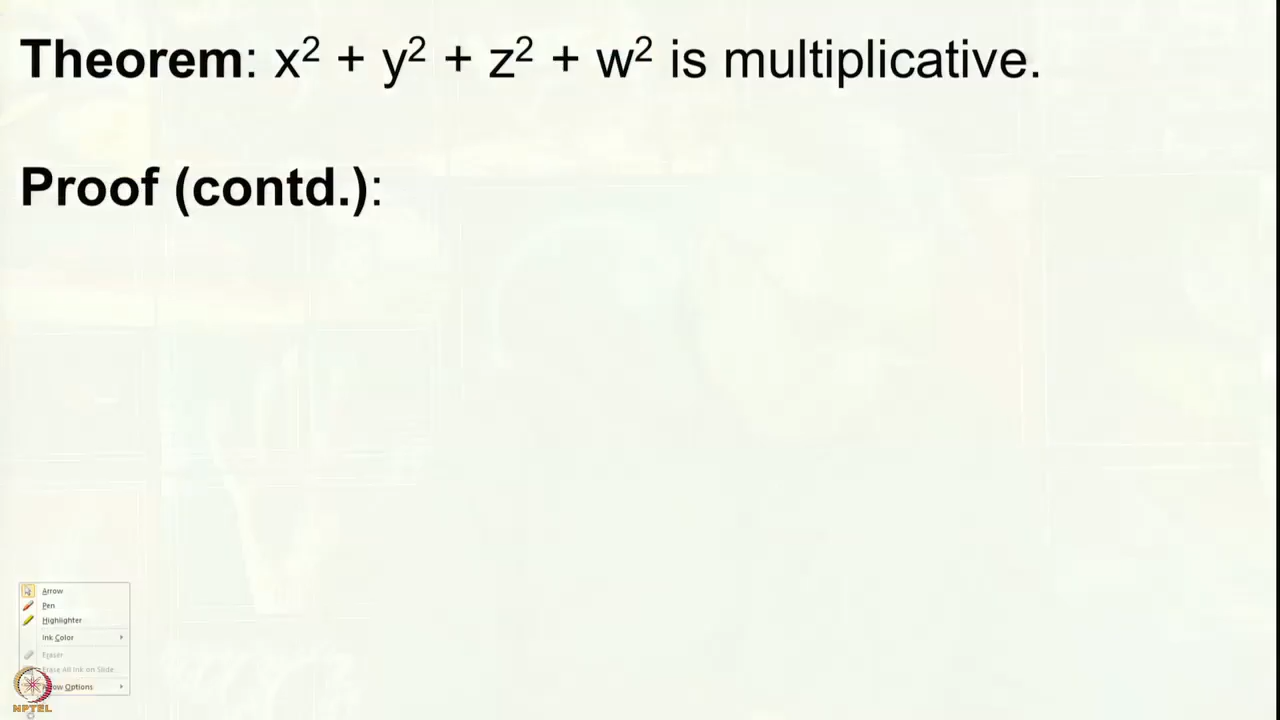 Theorem: x² + y² + z² + w² is multiplicative.
Proof (contd.):
Arrow
Pen
Highlighter
Ink Color
Eraser
Erase All Ink on Slide
Arrow Options
NPTEL